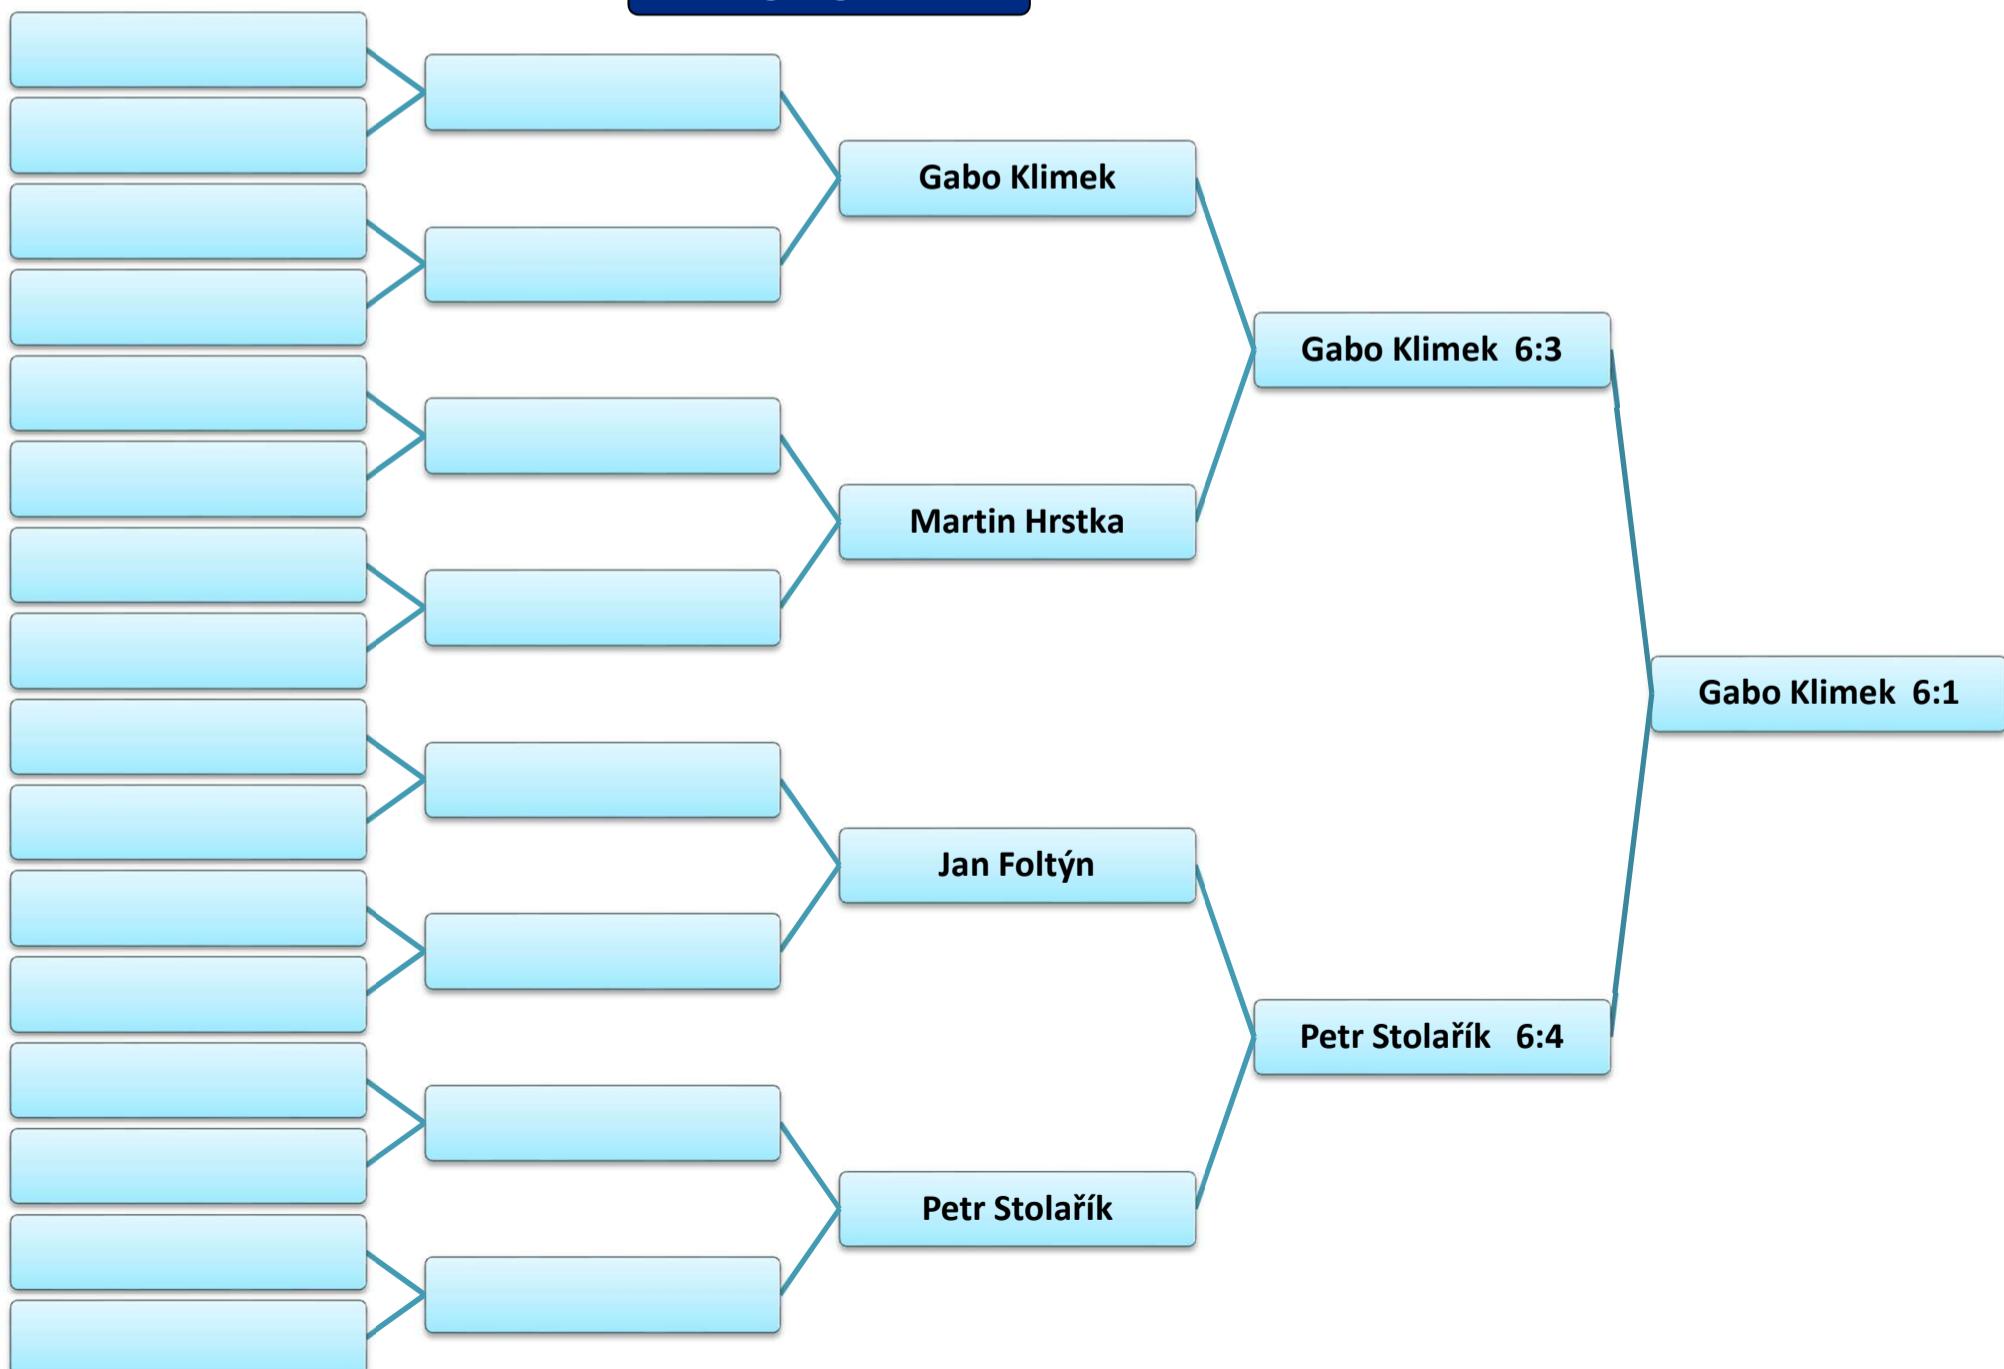 Gabo Klimek
Gabo Klimek 6:3
Martin Hrstka
Gabo Klimek 6:1
Jan Foltýn
Petr Stolařík 6:4
Petr Stolařík